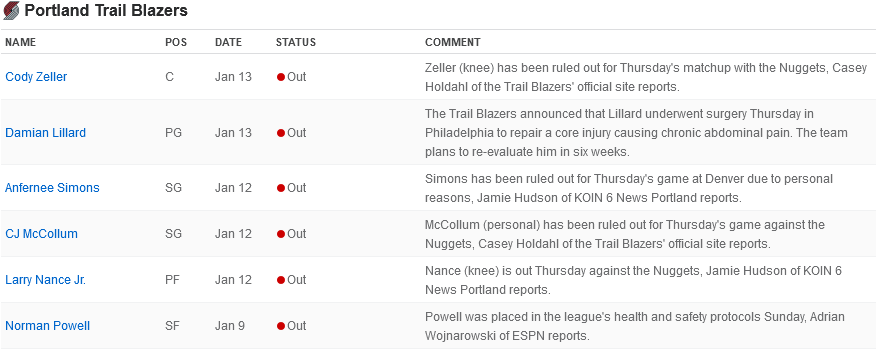 Portland Trail Blazers
NAME POS DATE STATUS COMMENT
Cody Zeller C Jan 13 Out Zeller (knee) has been ruled out for Thursday's matchup with the Nuggets, Casey
Holdahl of the Trail Blazers' official site reports.
Damian Lillard PG Jan 13 Out The Trail Blazers announced that Lillard underwent surgery Thursday in
Philadelphia to repair a core injury causing chronic abdominal pain. The team
plans to re-evaluate him in six weeks.
Anfernee Simons SG Jan 12 Out Simons has been ruled out for Thursday's game at Denver due to personal
reasons, Jamie Hudson of KOIN 6 News Portland reports.
CJ McCollum SG Jan 12 Out McCollum (personal) has been ruled out for Thursday's game against the
Nuggets, Casey Holdahl of the Trail Blazers' official site reports.
Larry Nance Jr. PF Jan 12 Out Nance (knee) is out Thursday against the Nuggets, Jamie Hudson of KOIN 6
News Portland reports.
Norman Powell SF Jan 9 Out Powell was placed in the league's health and safety protocols Sunday, Adrian
Wojnarowski of ESPN reports.